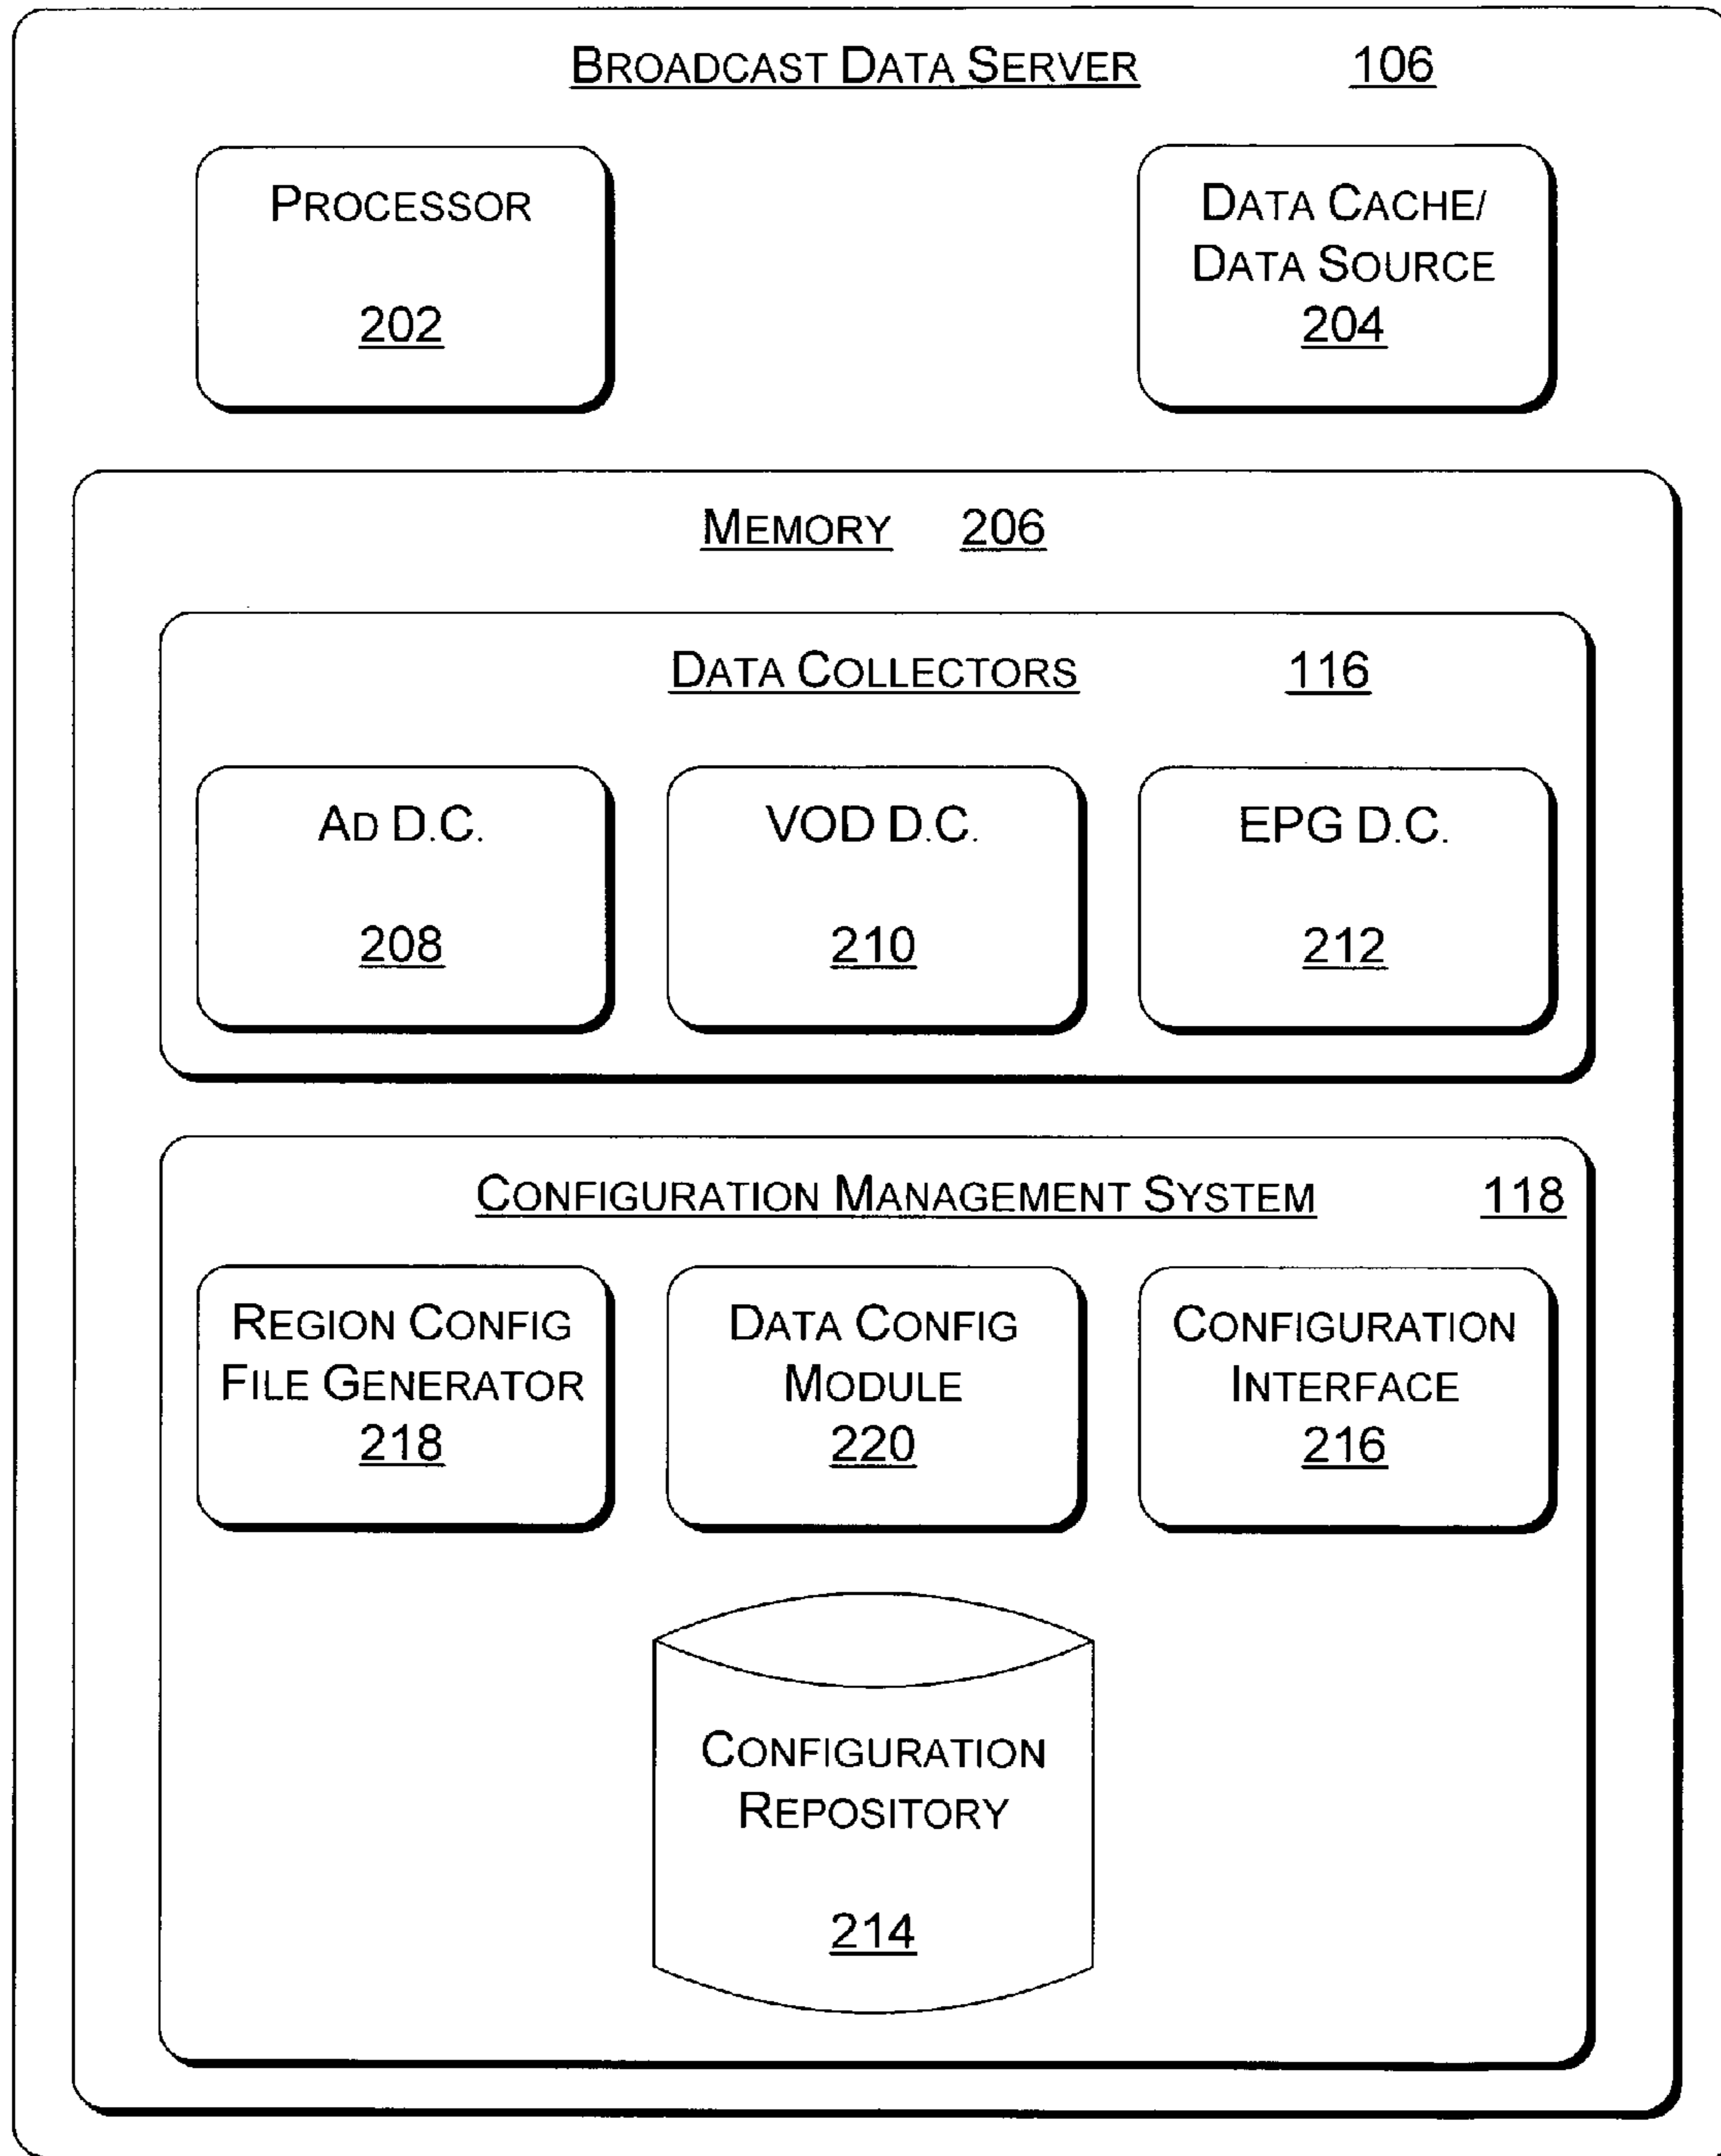 BROADCAST DATA SERVER 106
PROCESSOR
202
DATA CACHE/
DATA SOURCE
204
MEMORY 206
DATA COLLECTORS 116
AD D.C.
208
VOD D.C.
210
EPG D.C.
212
CONFIGURATION MANAGEMENT SYSTEM 118
REGION CONFIG
FILE GENERATOR
218
DATA CONFIG
MODULE
220
CONFIGURATION
INTERFACE
216
CONFIGURATION
REPOSITORY
214